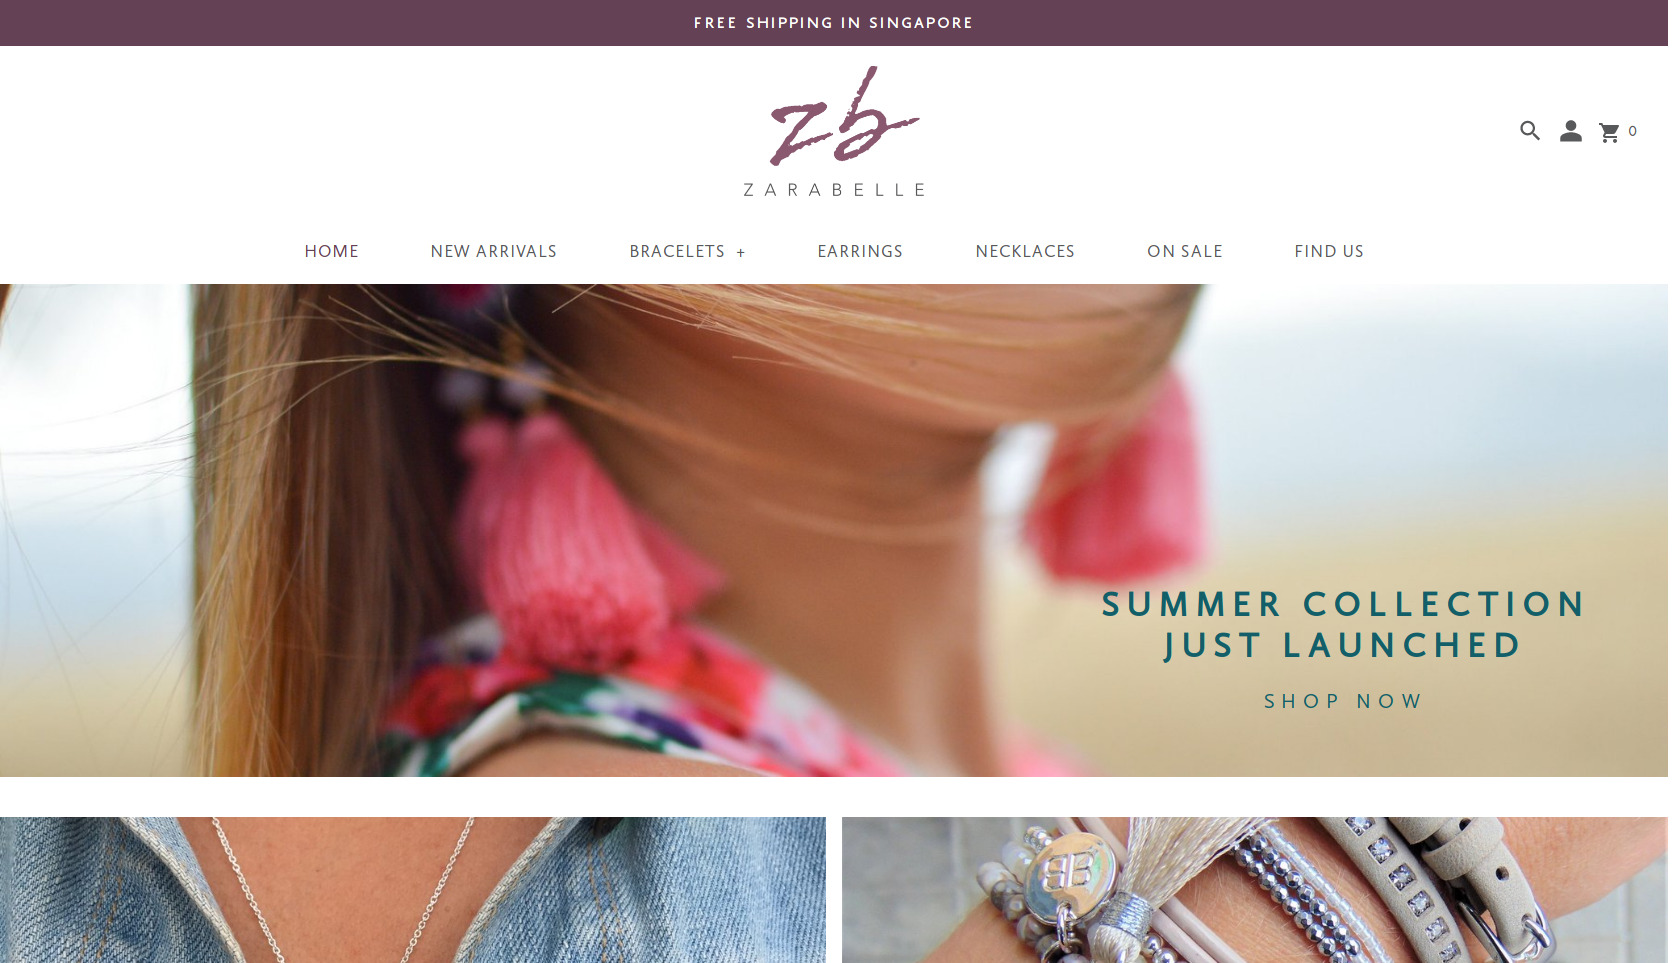 FREE SHIPPING IN SINGAPORE
zb
ZARABELLE
0
HOME NEW ARRIVALS BRACELETS + EARRINGS NECKLACES ON SALE FIND US
SUMMER COLLECTION
JUST LAUNCHED
SHOP NOW